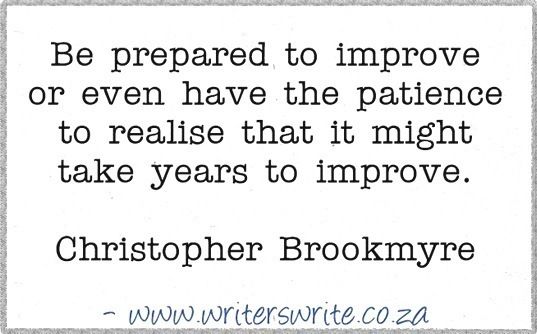 Be prepared to improve
or even have the patience
to realise that it might
take years to improve.
Christopher Brookmyre
- www.writerswrite.co.za